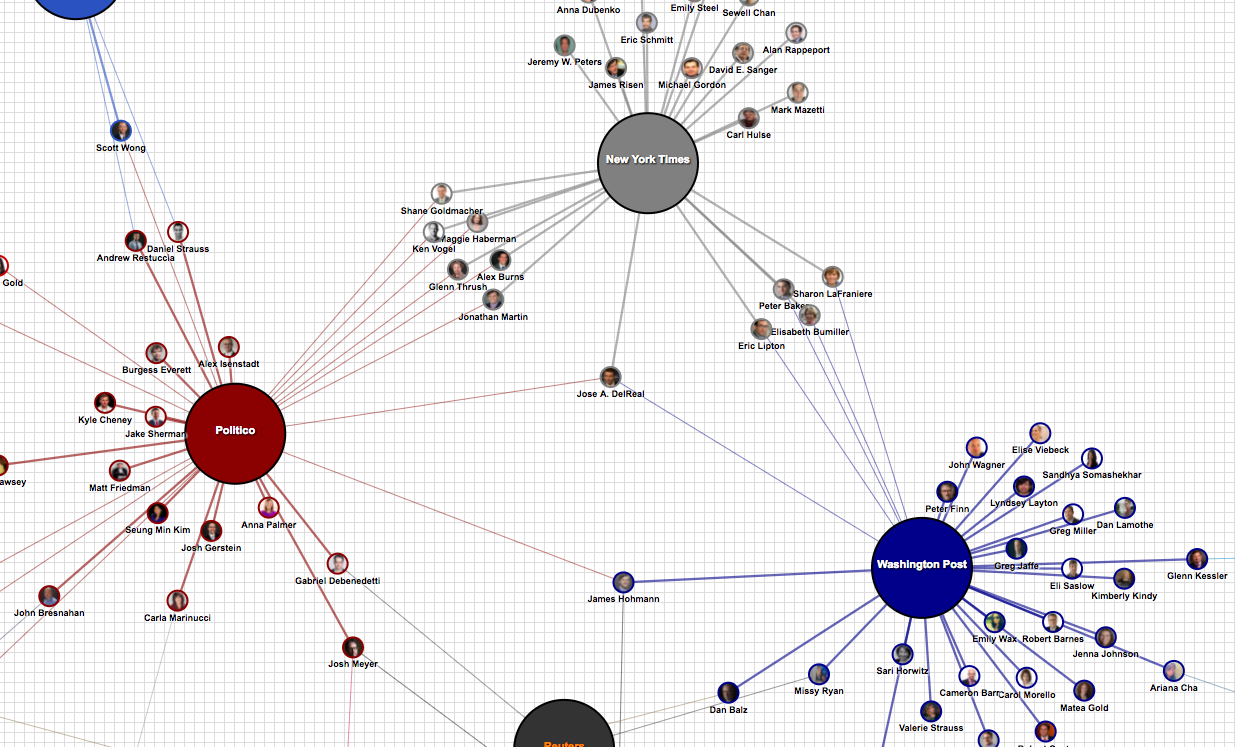 Anna Dubenko
Emily Steel
Sewell Chan
Eric Schmitt
Alan Rappeport
Jeremy W. Peters
David E. Sanger
James Risen
Michael Gordon
Mark Mazetti
Carl Hulse
Scott Wong
New York Times
Shane Goldmacher
Maggie Haberman
Ken Vogel
Daniel Strauss
Andrew Restuccia
Alex Burns
Glenn Thrush
Gold
Jonathan Martin
Sharon LaFraniere
Peter Baker
Elisabeth Bumiller
Eric Lipton
Alex Isenstadt
Burgess Everett
Jose A. DelReal
Kyle Cheney
Jake Sherman
Politico
Elise Viebeck
John Wagner
Sandhya Somashekhar
awsey
Matt Friedman
Lyndsey Layton
Peter Finn
Dan Lamothe
Anna Palmer
Seung Min Kim
Greg Miller
Josh Gerstein
Washington Post
Greg Jaffe
Glenn Kessler
Gabriel Debenedetti
Eli Saslow
Kimberly Kindy
James Hohmann
John Bresnahan
Carla Marinucci
Emily Wax
Robert Barnes
Jenna Johnson
Josh Meyer
Sari Horwitz
Missy Ryan
Cameron Barr
Carol Morello
Ariana Cha
Dan Balz
Matea Gold
Valerie Strauss
Reuters